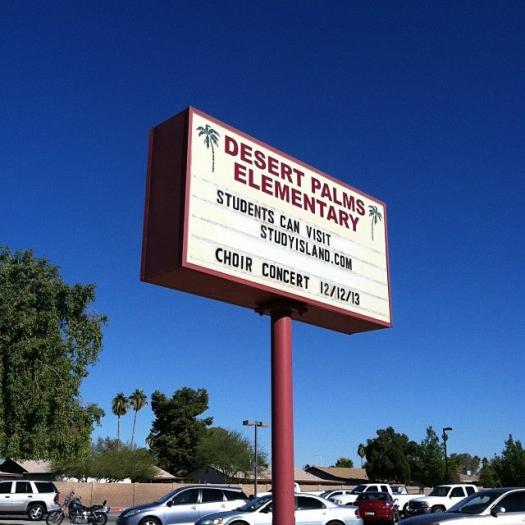 DESERT PALMS
ELEMENTARY
STUDENTS CAN VISIT
STUDYISLAND.COM
CHOIR CONCERT 12/12/13